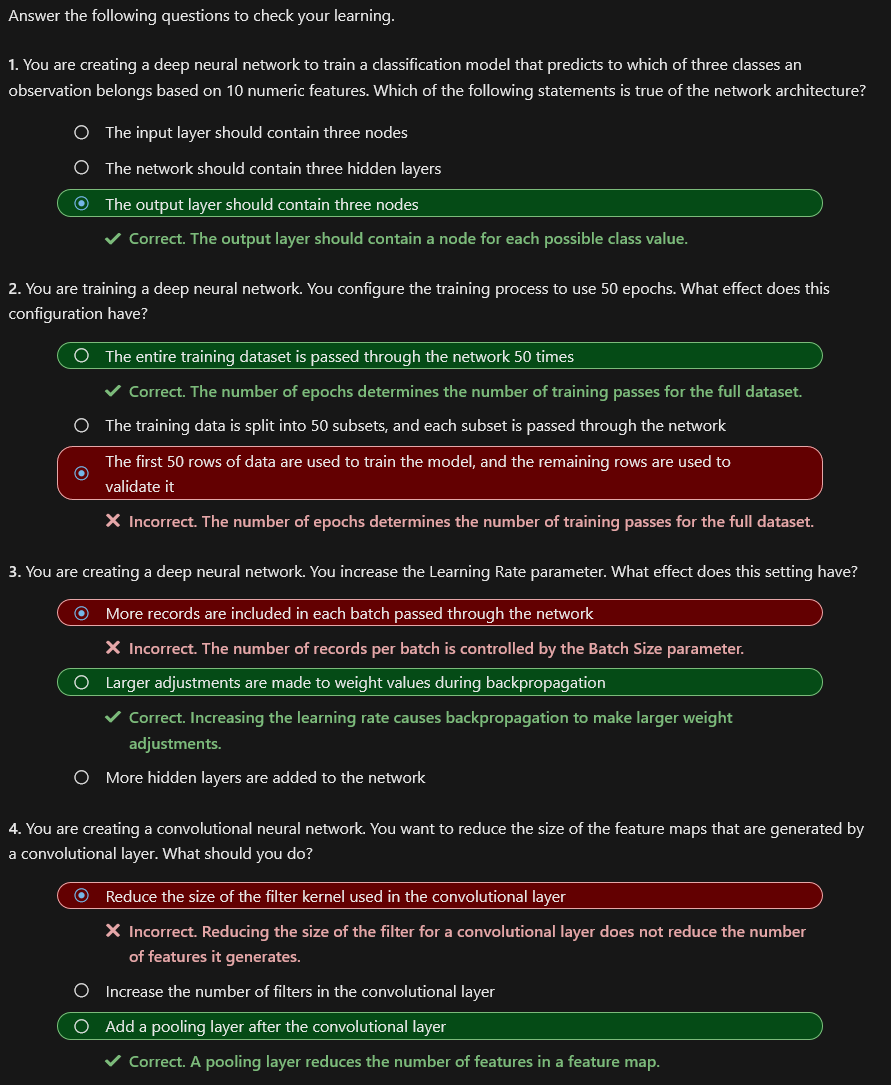 Answer the following questions to check your learning.
1. You are creating a deep neural network to train a classification model that predicts to which of three classes an
observation belongs based on 10 numeric features. Which of the following statements is true of the network architecture?
The input layer should contain three nodes
The network should contain three hidden layers
The output layer should contain three nodes
Correct. The output layer should contain a node for each possible class value.
2. You are training a deep neural network. You configure the training process to use 50 epochs. What effect does this
configuration have?
The entire training dataset is passed through the network 50 times
Correct. The number of epochs determines the number of training passes for the full dataset.
The training data is split into 50 subsets, and each subset is passed through the network
The first 50 rows of data are used to train the model, and the remaining rows are used to
validate it
Incorrect. The number of epochs determines the number of training passes for the full dataset.
3. You are creating a deep neural network. You increase the Learning Rate parameter. What effect does this setting have?
More records are included in each batch passed through the network
Incorrect. The number of records per batch is controlled by the Batch Size parameter.
Larger adjustments are made to weight values during backpropagation
Correct. Increasing the learning rate causes backpropagation to make larger weight
adjustments.
More hidden layers are added to the network
4. You are creating a convolutional neural network. You want to reduce the size of the feature maps that are generated by
a convolutional layer. What should you do?
Reduce the size of the filter kernel used in the convolutional layer
Incorrect. Reducing the size of the filter for a convolutional layer does not reduce the number
of features it generates.
Increase the number of filters in the convolutional layer
Add a pooling layer after the convolutional layer
Correct. A pooling layer reduces the number of features in a feature map.